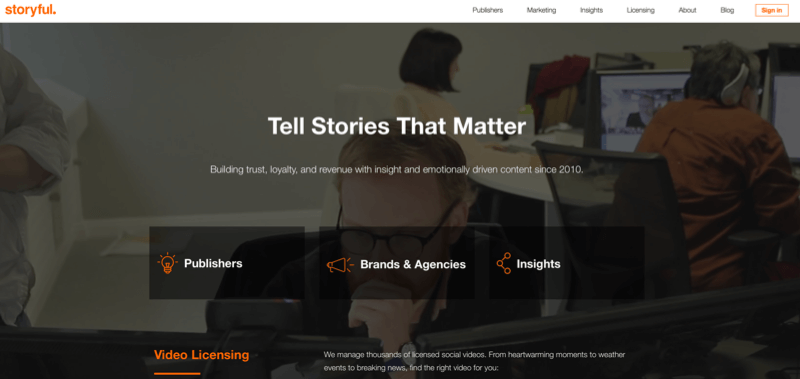 storyful.
Publishers
Marketing
Insights
Licensing
About
Blog
Sign in
Tell Stories That Matter
Building trust, loyalty, and revenue with insight and emotionally driven content since 2010.
Publishers
Brands & Agencies
Insights
Video Licensing
We manage thousands of licensed social videos. From heartwarming moments to weather
events to breaking news, find the right video for you: